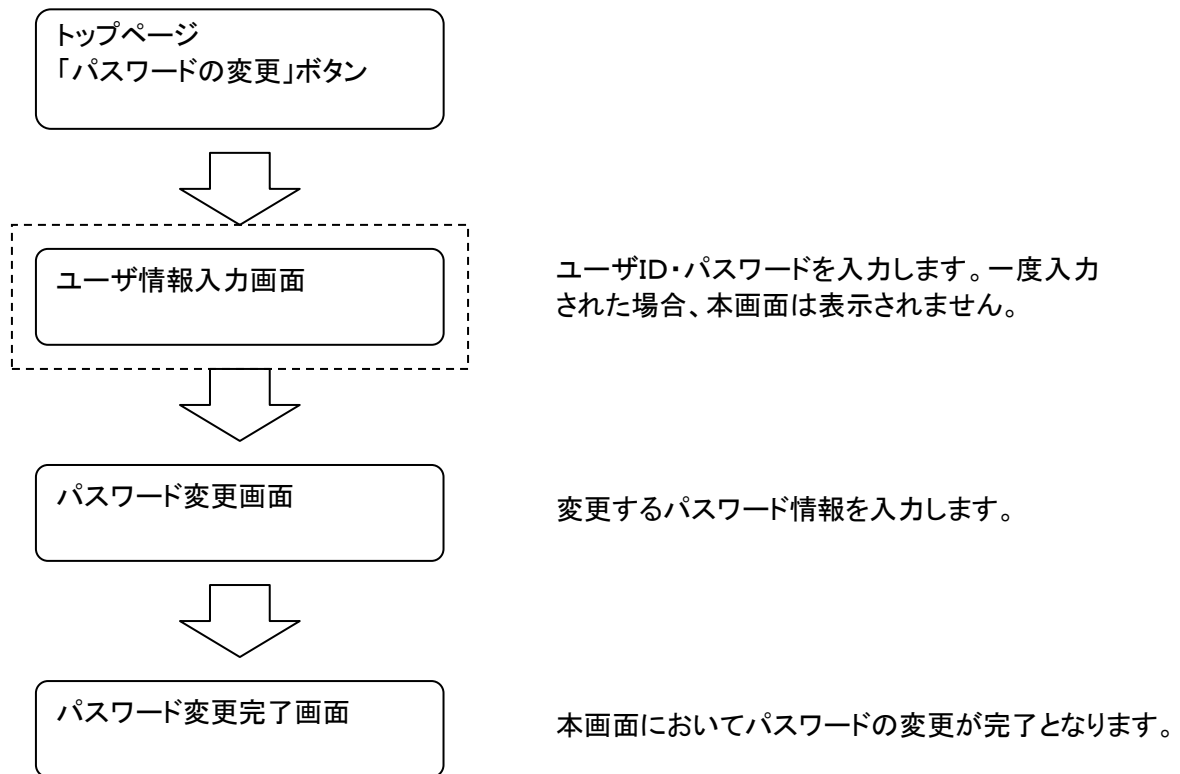 トップページ
「パスワードの変更」ボタン
ユーザ情報入力画面
ユーザID・パスワードを入力します。一度入力
された場合、本画面は表示されません。
パスワード変更画面
変更するパスワード情報を入力します。
パスワード変更完了画面
本画面においてパスワードの変更が完了となります。